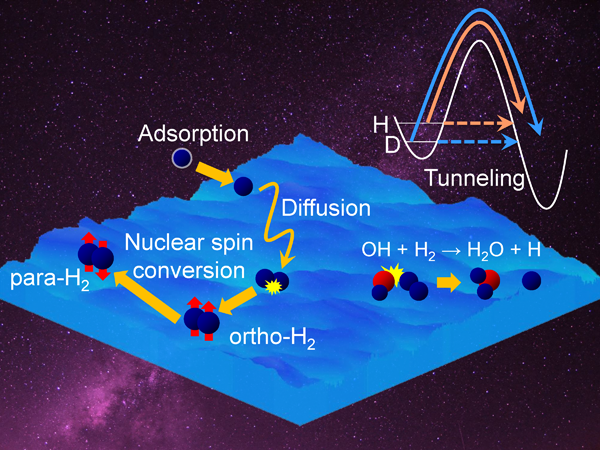 H
D
Tunneling
Adsorption
Diffusion
Nuclear spin
conversion
para-H₂
ortho-H₂
OH + H₂ → H₂O + H